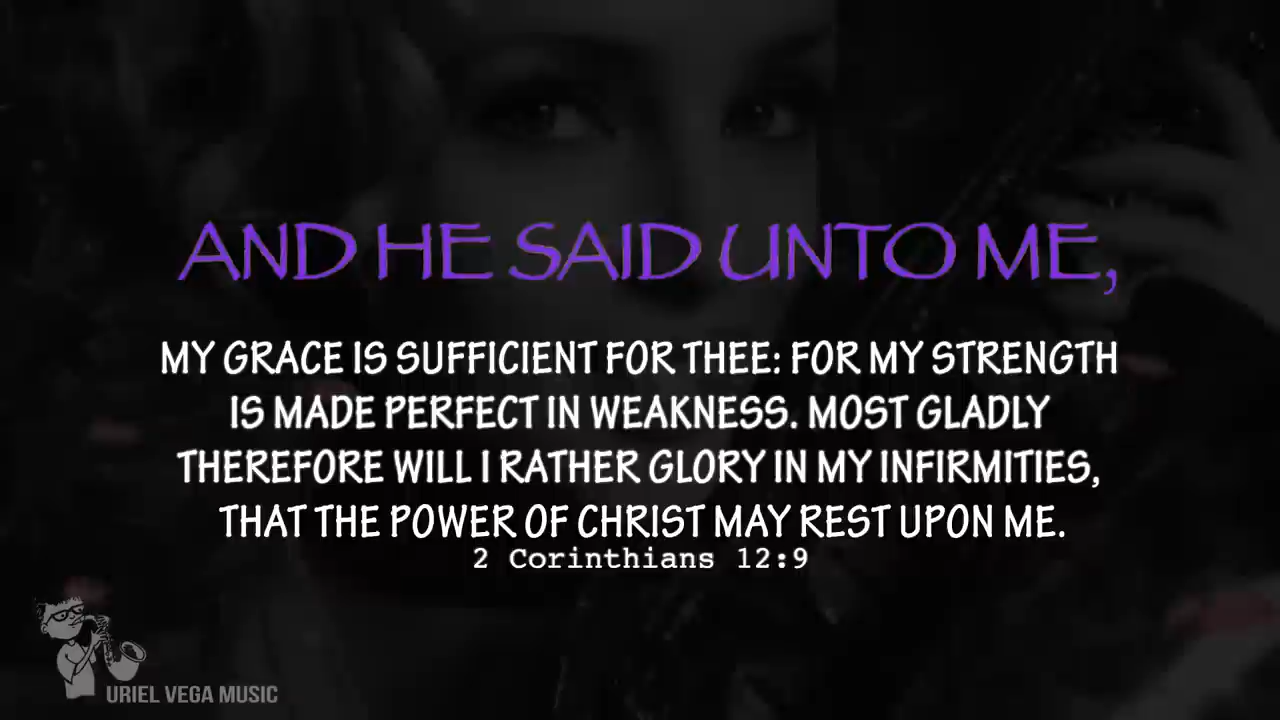 AND HE SAID UNTO ME,
MY GRACE IS SUFFICIENT FOR THEE: FOR MY STRENGTH
IS MADE PERFECT IN WEAKNESS. MOST GLADLY
THEREFORE WILL I RATHER GLORY IN MY INFIRMITIES,
THAT THE POWER OF CHRIST MAY REST UPON ME.
2 Corinthians 12:9
URIEL VEGA MUSIC